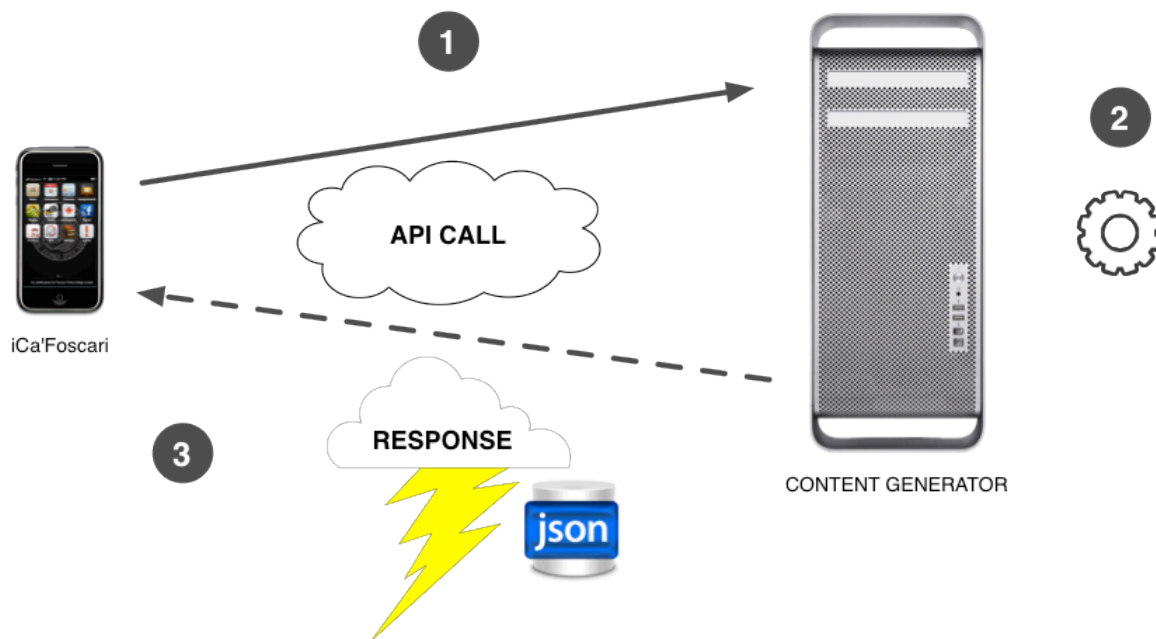 1
2
API CALL
iCa'Foscari
3
RESPONSE
CONTENT GENERATOR
json